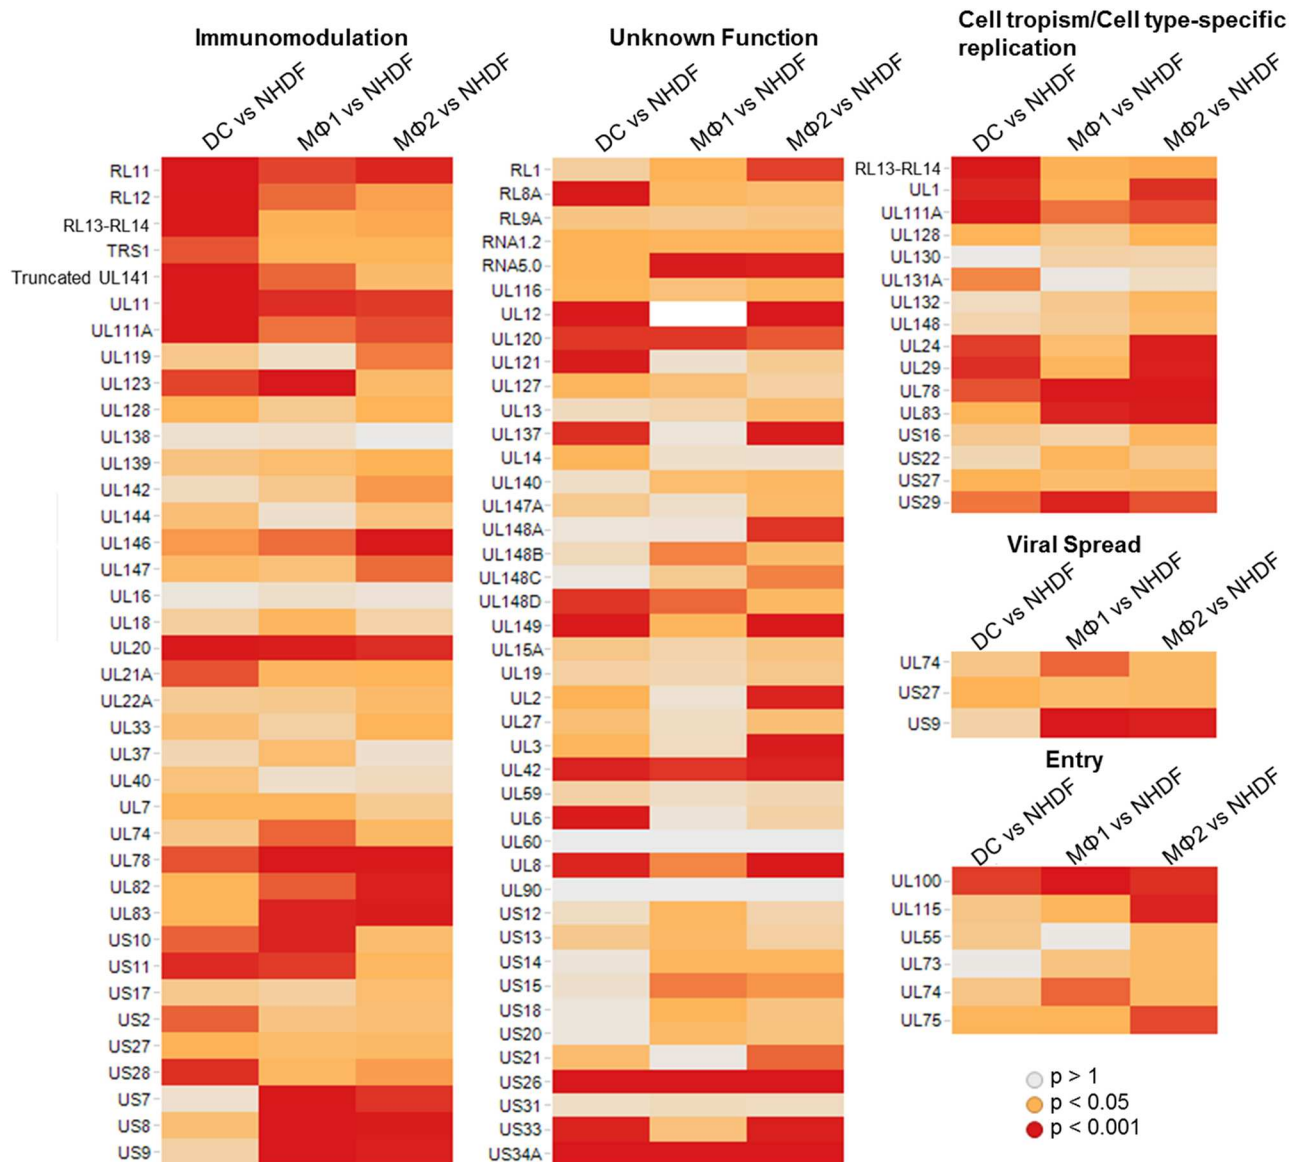 Immunomodulation
DC vs NHDF
MΦ1 vs NHDF
MΦ2 vs NHDF
RL11
RL12
RL13-RL14
TRS1
Truncated UL141
UL11
UL111A
UL119
UL123
UL128
UL138
UL139
UL142
UL144
UL146
UL147
UL16
UL18
UL20
UL21A
UL22A
UL33
UL37
UL40
UL7
UL74
UL78
UL82
UL83
US10
US11
US17
US2
US27
US28
US7
US8
US9
Unknown Function
DC vs NHDF
MΦ1 vs NHDF
MΦ2 vs NHDF
RL1
RL8A
RL9A
RNA1.2
RNA5.0
UL116
UL12
UL120
UL121
UL127
UL13
UL137
UL14
UL140
UL147A
UL148A
UL148B
UL148C
UL148D
UL149
UL15A
UL19
UL2
UL27
UL3
UL42
UL59
UL6
UL60
UL8
UL90
US12
US13
US14
US15
US18
US20
US21
US26
US31
US33
US34A
Cell tropism/Cell type-specific
replication
DC vs NHDF
MΦ1 vs NHDF
MΦ2 vs NHDF
RL13-RL14
UL1
UL111A
UL128
UL130
UL131A
UL132
UL148
UL24
UL29
UL78
UL83
US16
US22
US27
US29
Viral Spread
DC vs NHDF
MΦ1 vs NHDF
MΦ2 vs NHDF
UL74
US27
US9
Entry
DC vs NHDF
MΦ1 vs NHDF
MΦ2 vs NHDF
UL100
UL115
UL55
UL73
UL74
UL75
p > 1
p < 0.05
p < 0.001